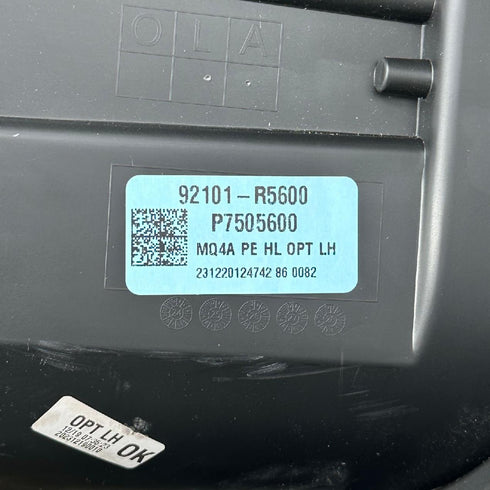 O L A
92101-R5600
P7505600
MQ4A PE HL OPT LH
231220124742 86 0082
OPT LH
OK